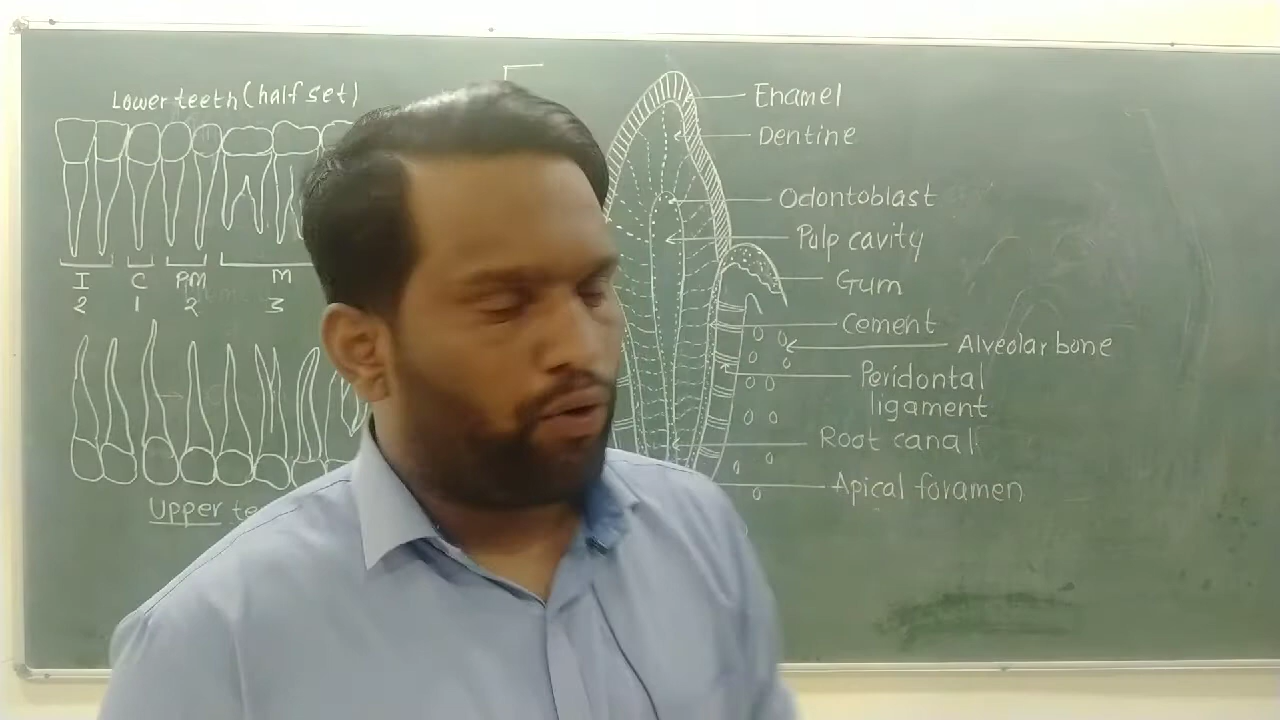 Lower teeth (half set)
I C PM M
2 1 2 3
Upper
Enamel
Dentine
Odontoblast
Pulp cavity
Gum
Cement
Alveolar bone
Peridontal
ligament
Root canal
Apical foramen